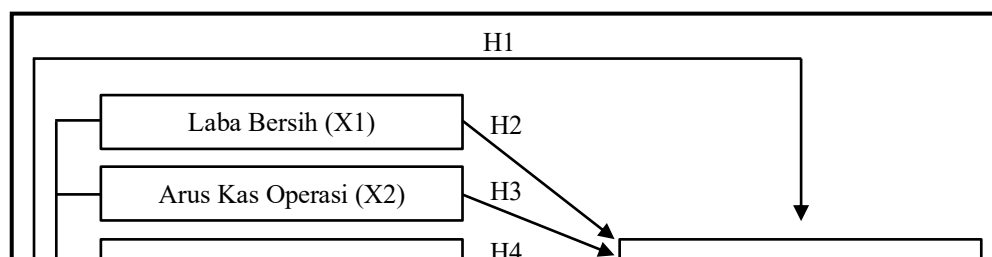 H1
Laba Bersih (X1)
H2
Arus Kas Operasi (X2)
H3
H4